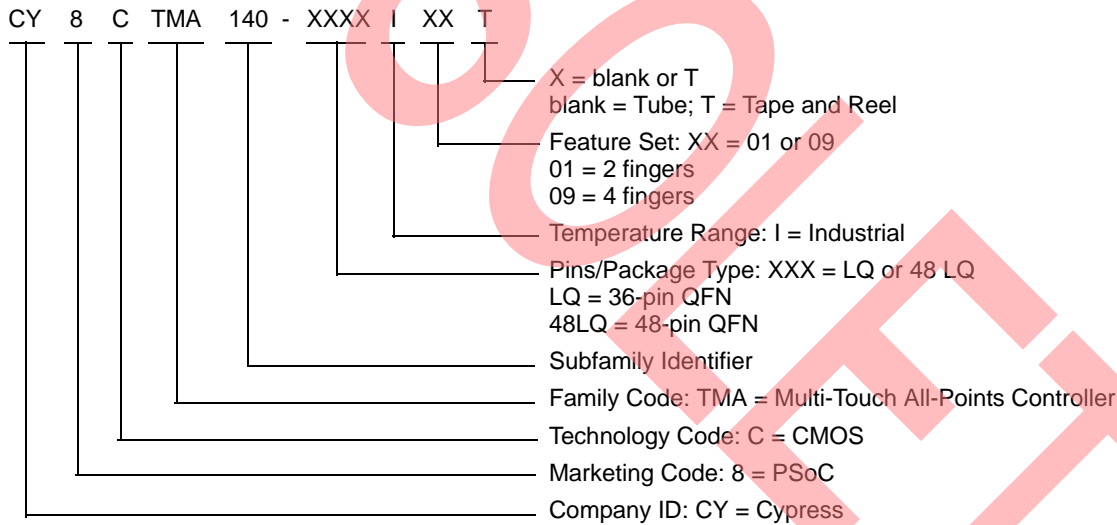 CY 8 C TMA 140 - XXXX I XX T
X = blank or T
blank = Tube; T = Tape and Reel
Feature Set: XX = 01 or 09
01 = 2 fingers
09 = 4 fingers
Temperature Range: I = Industrial
Pins/Package Type: XXX = LQ or 48 LQ
LQ = 36-pin QFN
48LQ = 48-pin QFN
Subfamily Identifier
Family Code: TMA = Multi-Touch All-Points Controller
Technology Code: C = CMOS
Marketing Code: 8 = PSoC
Company ID: CY = Cypress